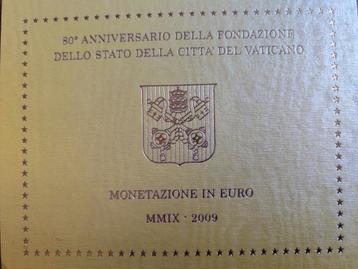 80° ANNIVERSARIO DELLA FONDAZIONE
DELLO STATO DELLA CITTA' DEL VATICANO
MONETAZIONE IN EURO
MMIX · 2009